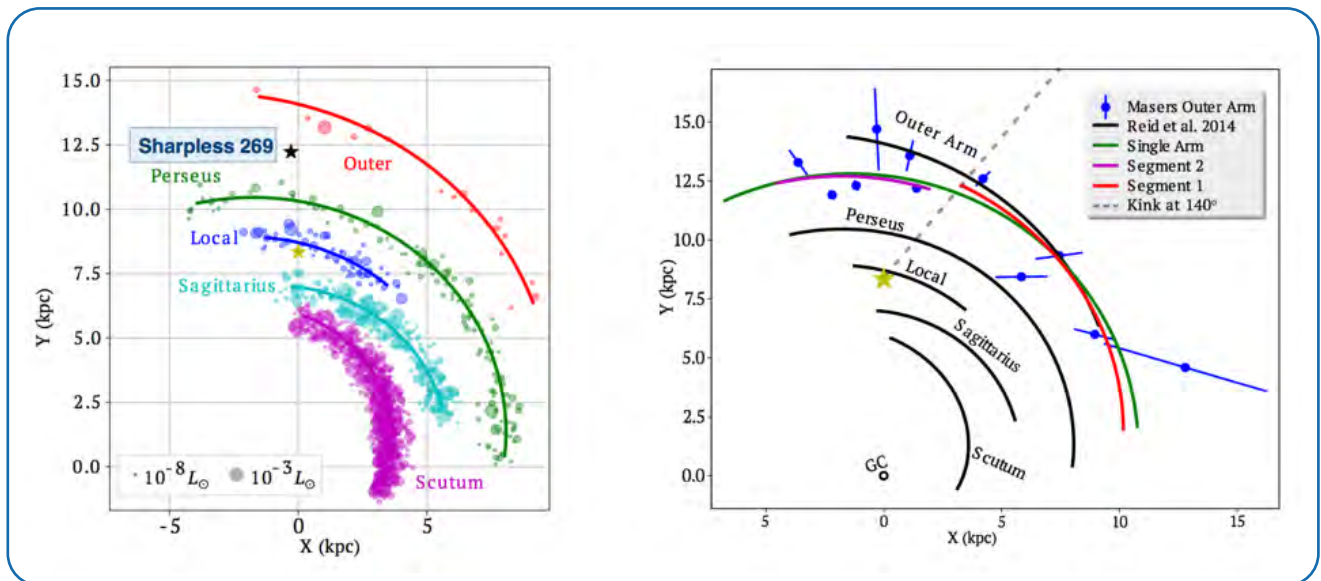 15.0
12.5
10.0
7.5
5.0
2.5
0.0
Y (kpc)
Sharpless 269
Outer
Perseus
Local
Sagittarius
Scutum
10⁻⁸ L☉ 10⁻³ L☉
-5 0 5
X (kpc)
15.0
12.5
10.0
7.5
5.0
2.5
0.0
Y (kpc)
Masers Outer Arm
Reid et al. 2014
Single Arm
Segment 2
Segment 1
Kink at 140°
Outer Arm
Perseus
Local
Sagittarius
Scutum
GC
5 0 5 10 15
X (kpc)